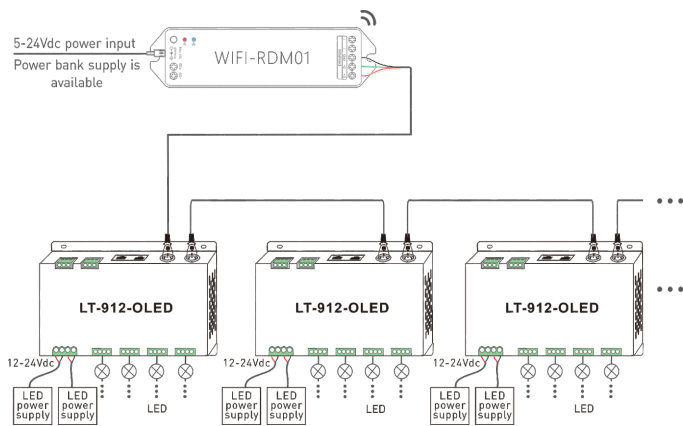 5-24Vdc power input
Power bank supply is
available
WIFI-RDM01
LT-912-OLED
LT-912-OLED
LT-912-OLED
12-24Vdc
12-24Vdc
12-24Vdc
LED
power
supply
LED
power
supply
LED
LED
power
supply
LED
power
supply
LED
LED
power
supply
LED
power
supply
LED